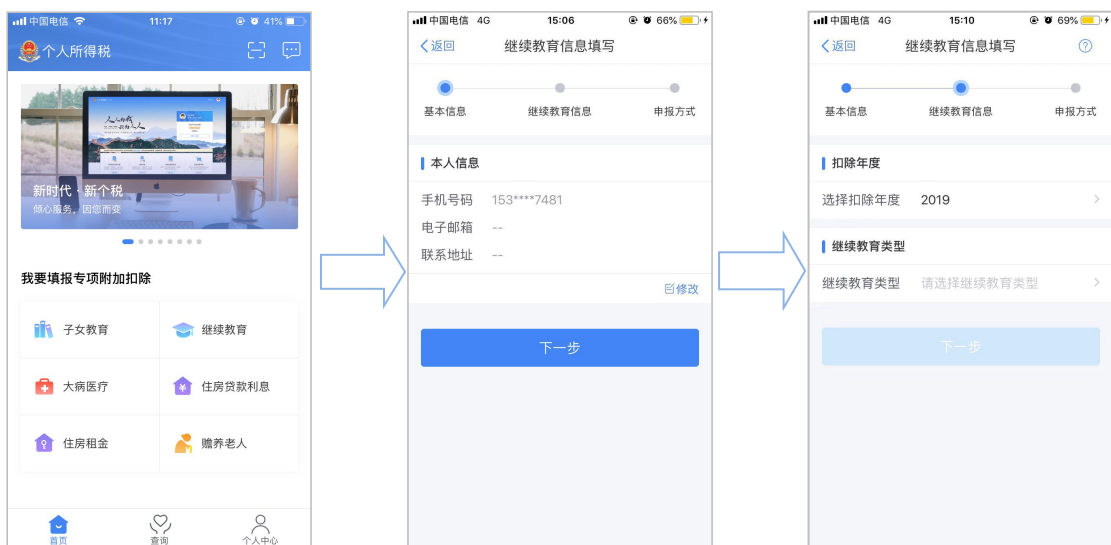 中国电信 11:17 41%
个人所得税
新时代·新个税
倾心服务，因您而变
我要填报专项附加扣除
子女教育 继续教育
大病医疗 住房贷款利息
住房租金 赡养老人
首页 查询 个人中心
中国电信 4G 15:06 66%
返回 继续教育信息填写
基本信息 继续教育信息 申报方式
本人信息
手机号码 153****7481
电子邮箱 --
联系地址 --
修改
下一步
中国电信 4G 15:10 69%
返回 继续教育信息填写 ?
基本信息 继续教育信息 申报方式
扣除年度
选择扣除年度 2019
继续教育类型
继续教育类型 请选择继续教育类型
下一步